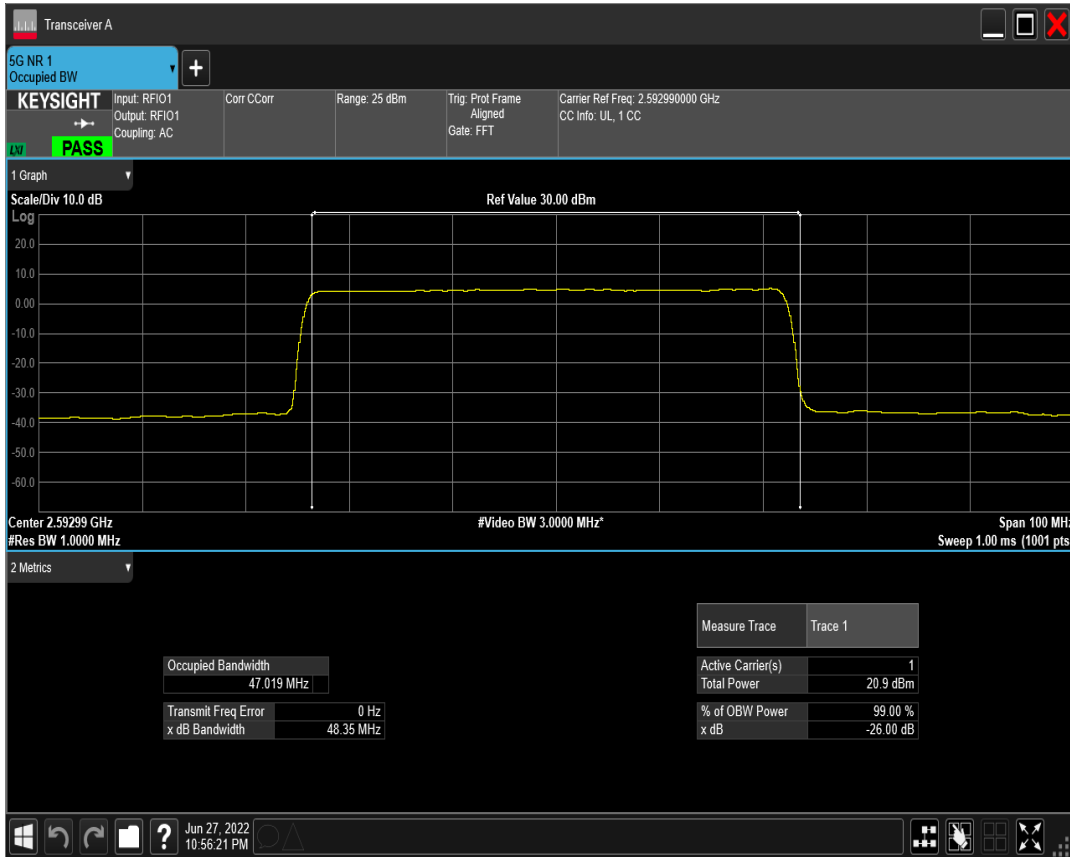 Transceiver A
5G NR 1
Occupied BW
+
KEYSIGHT
LXI
PASS
Input: RFIO1
Output: RFIO1
Coupling: AC
Corr CCorr
Range: 25 dBm
Trig: Prot Frame
Aligned
Gate: FFT
Carrier Ref Freq: 2.592990000 GHz
CC Info: UL, 1 CC
1 Graph
Scale/Div 10.0 dB
Ref Value 30.00 dBm
Log
20.0
10.0
0.00
-10.0
-20.0
-30.0
-40.0
-50.0
-60.0
Center 2.59299 GHz
#Video BW 3.0000 MHz*
Span 100 MHz
#Res BW 1.0000 MHz
Sweep 1.00 ms (1001 pts
2 Metrics
Measure Trace Trace 1
Occupied Bandwidth
47.019 MHz
Active Carrier(s) 1
Total Power 20.9 dBm
Transmit Freq Error 0 Hz
x dB Bandwidth 48.35 MHz
% of OBW Power 99.00 %
x dB -26.00 dB
?
Jun 27, 2022
10:56:21 PM